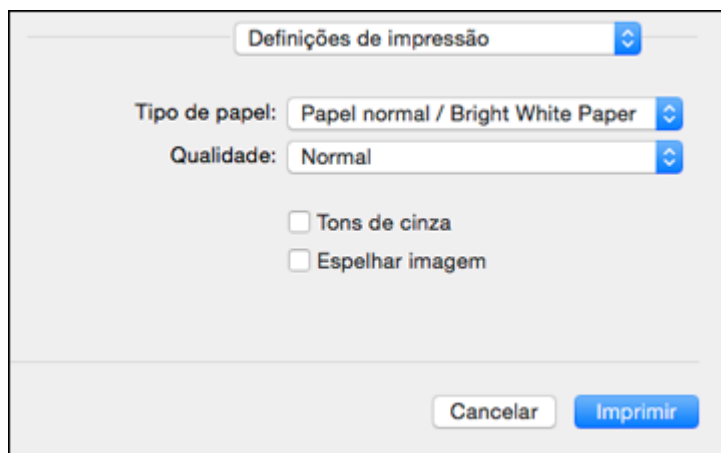 Definições de impressão
Tipo de papel: Papel normal / Bright White Paper
Qualidade: Normal
Tons de cinza
Espelhar imagem
Cancelar Imprimir